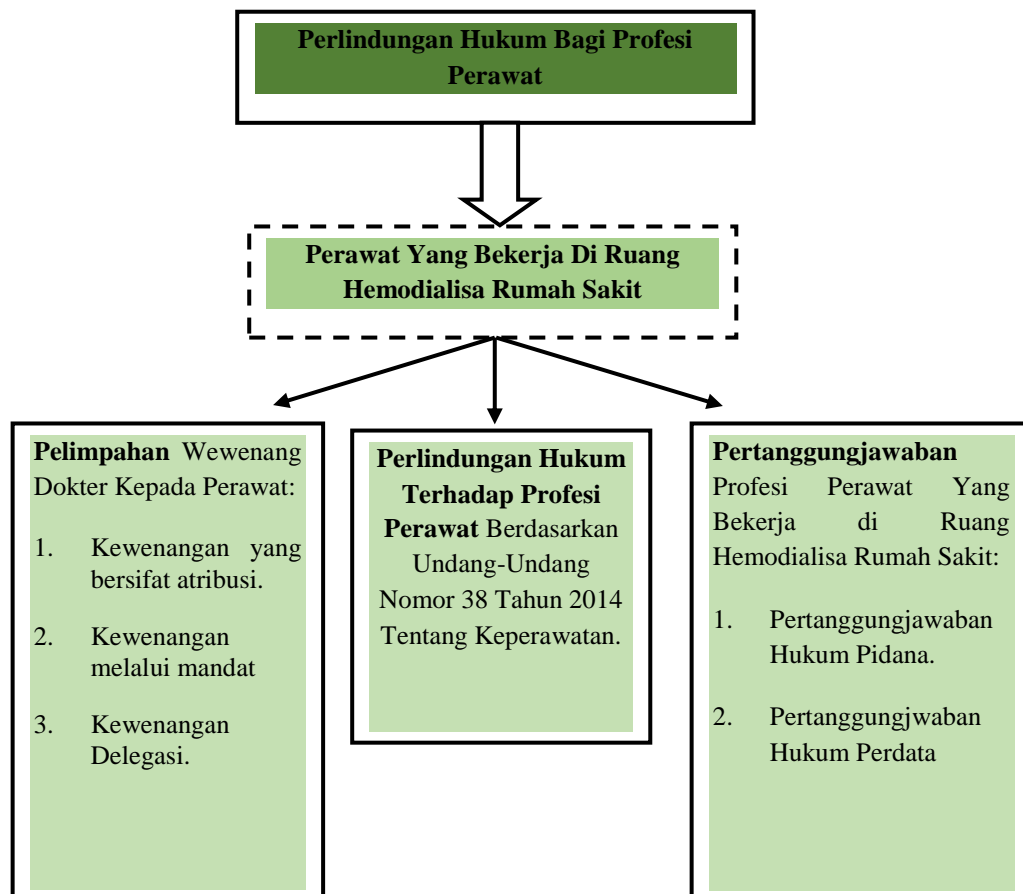 Perlindungan Hukum Bagi Profesi
Perawat
Perawat Yang Bekerja Di Ruang
Hemodialisa Rumah Sakit
Pelimpahan Wewenang
Dokter Kepada Perawat:
1. Kewenangan yang
bersifat atribusi.
2. Kewenangan
melalui mandat
3. Kewenangan
Delegasi.
Perlindungan Hukum
Terhadap Profesi
Perawat Berdasarkan
Undang-Undang
Nomor 38 Tahun 2014
Tentang Keperawatan.
Pertanggungjawaban
Profesi Perawat Yang
Bekerja di Ruang
Hemodialisa Rumah Sakit:
1. Pertanggungjawaban
Hukum Pidana.
2. Pertanggungjwaban
Hukum Perdata